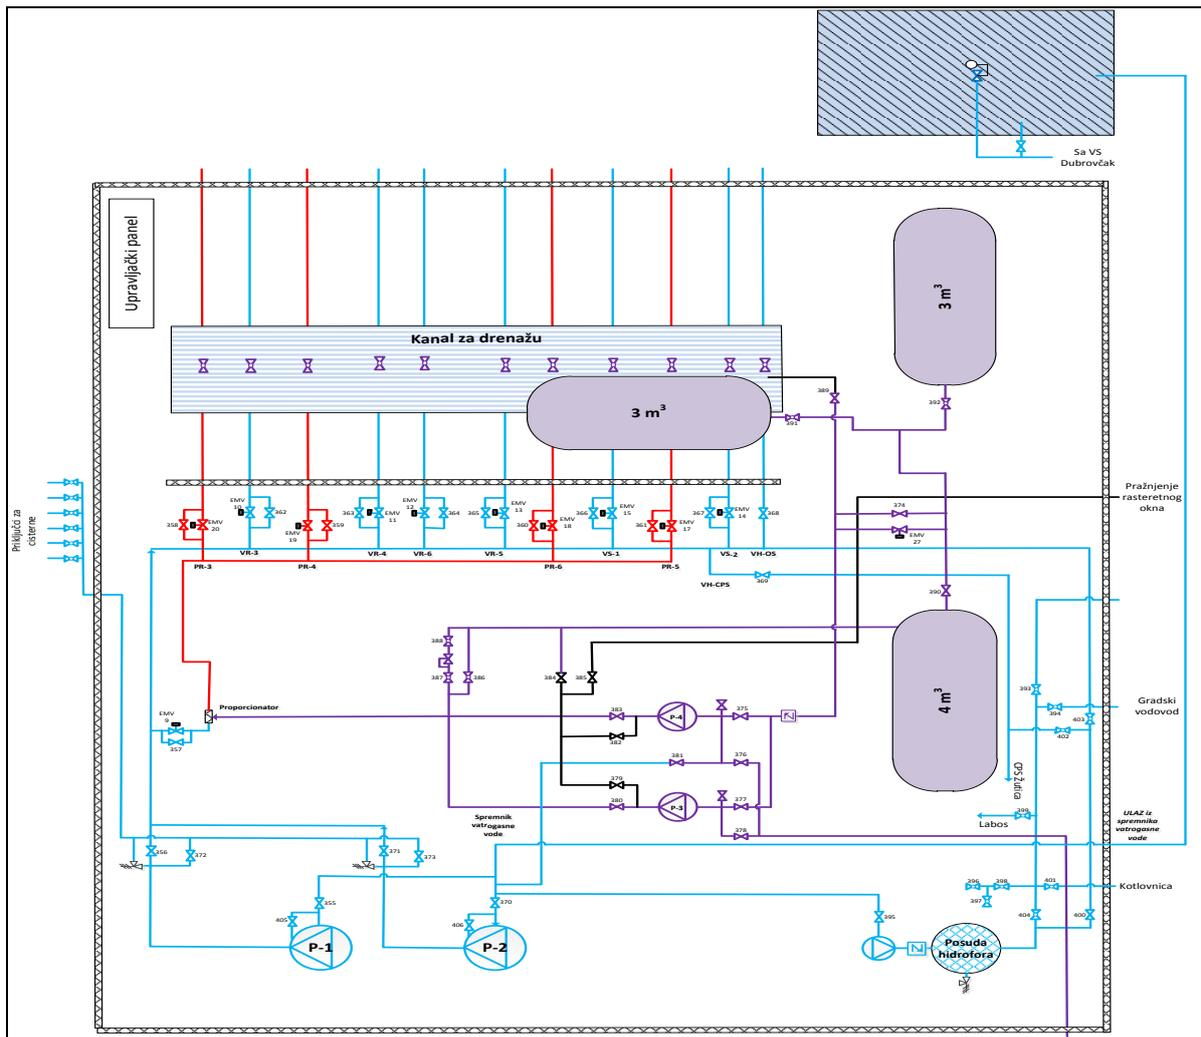 Sa VS
Dubrovčak
Upravljački panel
3 m³
Kanal za drenažu
389
392
3 m³
391
Pražnjenje
rasteretnog
okna
Priključci za
cisterne
358
EMV
20
EMV
10
362
EMV
19
359
363
EMV
11
EMV
12
364
365
EMV
13
360
EMV
18
366
EMV
15
361
EMV
17
367
EMV
14
368
374
EMV
27
VR-3
VR-4
VR-6
VR-5
VS-1
VS-2
VH-OS
PR-3
PR-4
PR-6
PR-5
VH-CPS
369
390
388
387
386
384
385
4 m³
393
394
403
402
Gradski
vodovod
Proporcionator
EMV
9
357
383
P-4
375
382
381
376
379
380
P-3
377
378
CPS Žutica
399
Labos
Spremnik
vatrogasne
vode
ULAZ iz
spremnika
vatrogasne
vode
356
372
371
373
396
398
401
397
Kotlovnica
355
405
370
406
395
404
400
P-1
P-2
Posuda
hidrofora